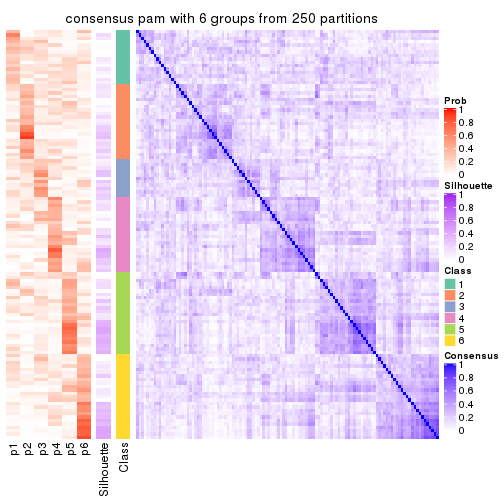 consensus pam with 6 groups from 250 partitions
p1
p2
p3
p4
p5
p6
Silhouette
Class
Prob
1
0.8
0.6
0.4
0.2
0
Silhouette
1
0.8
0.6
0.4
0.2
0
Class
1
2
3
4
5
6
Consensus
1
0.8
0.6
0.4
0.2
0